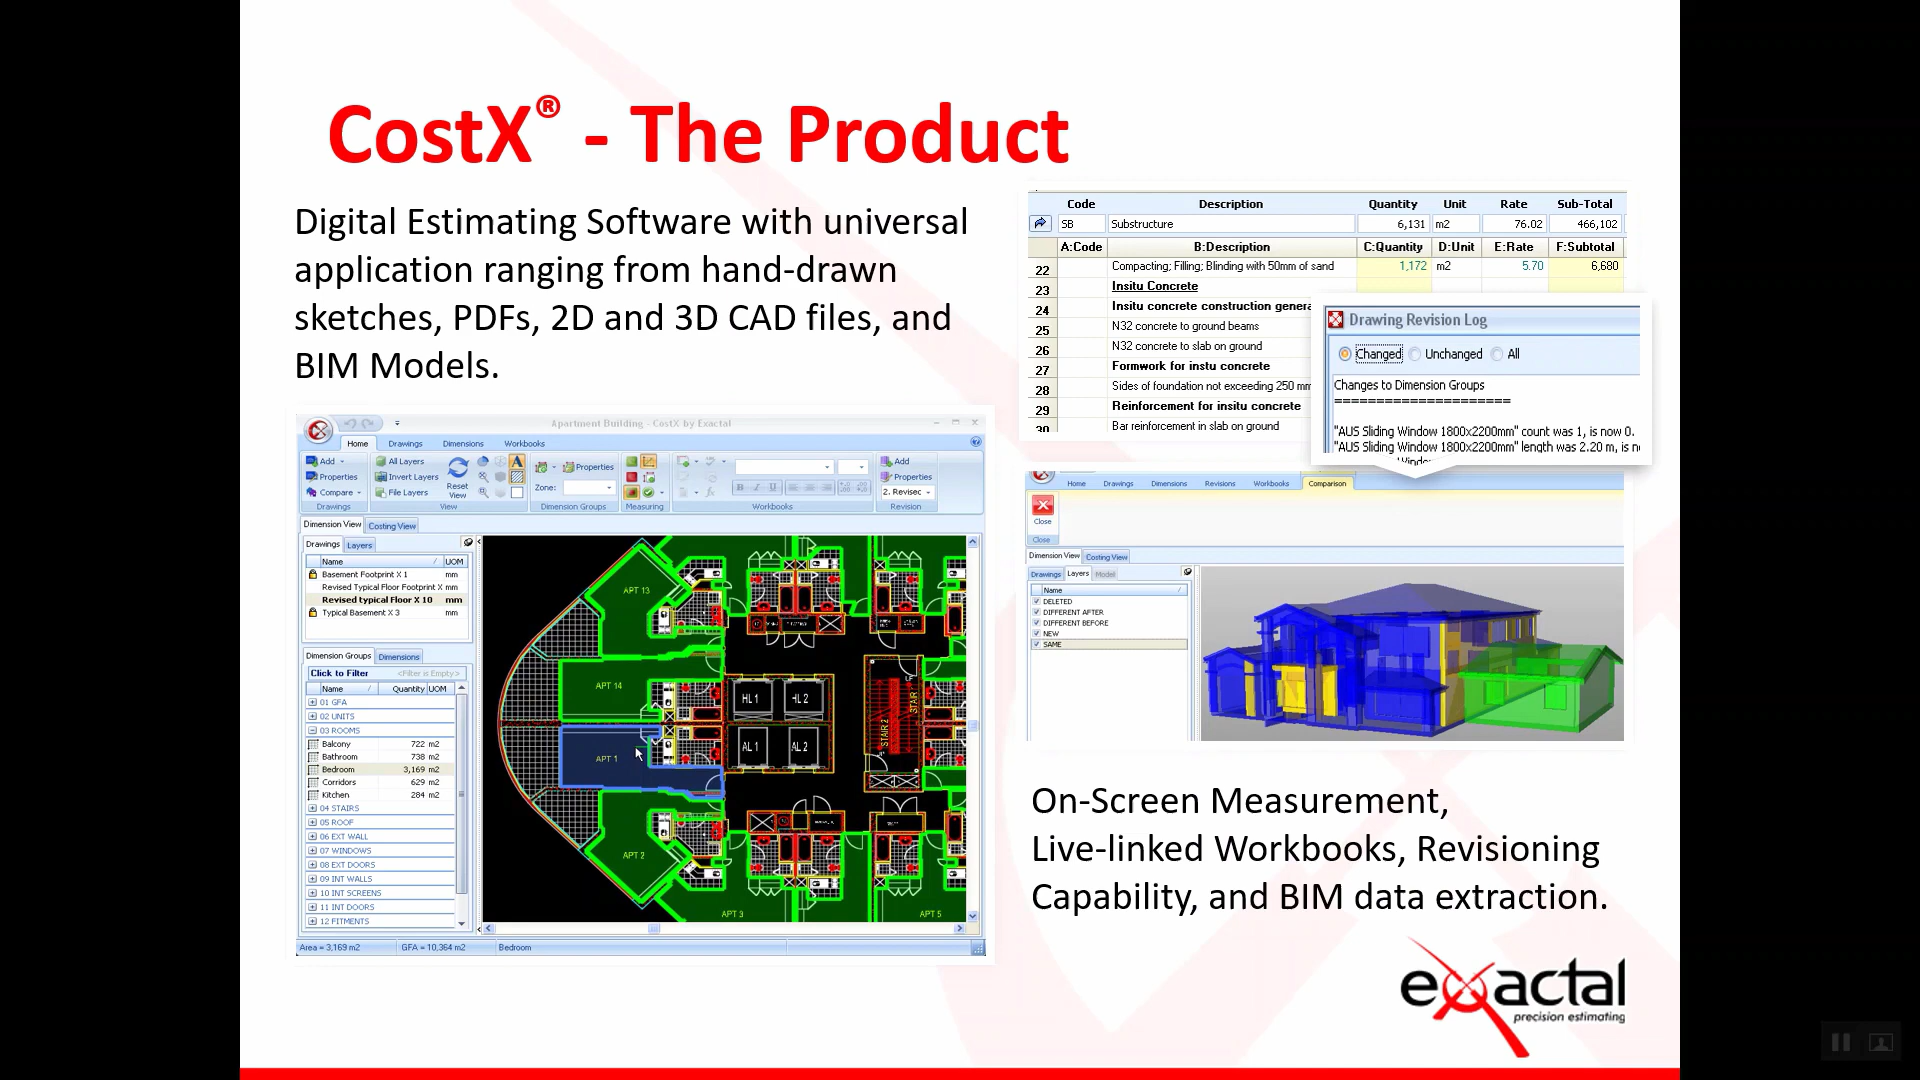 CostX® - The Product
Digital Estimating Software with universal
application ranging from hand-drawn
sketches, PDFs, 2D and 3D CAD files, and
BIM Models.
Code Description Quantity Unit Rate Sub-Total
SB Substructure 6,131 m2 76.02 466,102
A:Code B:Description C:Quantity D:Unit E:Rate F:Subtotal
22 Compacting; Filling; Blinding with 50mm of sand 1,172 m2 5.70 6,680
23 Insitu Concrete
24 Insitu concrete construction genera
25 N32 concrete to ground beams
26 N32 concrete to slab on ground
27 Formwork for instu concrete
28 Sides of foundation not exceeding 250 mm
29 Reinforcement for insitu concrete
30 Bar reinforcement in slab on ground
Drawing Revision Log
Changed Unchanged All
Changes to Dimension Groups
=====================
"AUS Sliding Window 1800x2200mm" count was 1, is now 0.
"AUS Sliding Window 1800x2200mm" length was 2.20 m, is
Apartment Building - CostX by Exactal
Home Drawings Dimensions Workbooks
Add All Layers A Properties Add
Properties Invert Layers Reset View Zone: B I U Properties
Compare File Layers 2. Revisec
Drawings View Dimension Groups Measuring Workbooks Revision
Dimension View Costing View
Drawings Layers
Name UOM
Basement Footprint X 1 mm
Revised Typical Floor Footprint X mm
Revised typical Floor X 10 mm
Typical Basement X 3 mm
Dimension Groups Dimensions
Click to Filter <Filter is Empty>
Name Quantity UOM
01 GFA
02 UNITS
03 ROOMS
Balcony 722 m2
Bathroom 738 m2
Bedroom 3,169 m2
Corridors 629 m2
Kitchen 284 m2
04 STAIRS
05 ROOF
06 EXT WALL
07 WINDOWS
08 EXT DOORS
09 INT WALLS
10 INT SCREENS
11 INT DOORS
12 FITMENTS
Area = 3,169 m2 GFA = 10,364 m2 Bedroom
APT 13
APT 14
HL 1 HL 2
APT 1
AL 1 AL 2
STAIR 2
STAIR
APT 2
APT 3
APT 5
Home Drawings Dimensions Revisions Workbooks Comparison
Close
Close
Dimension View Costing View
Drawings Layers Model
Name
DELETED
DIFFERENT AFTER
DIFFERENT BEFORE
NEW
SAME
On-Screen Measurement,
Live-linked Workbooks, Revisioning
Capability, and BIM data extraction.
exactal
precision estimating